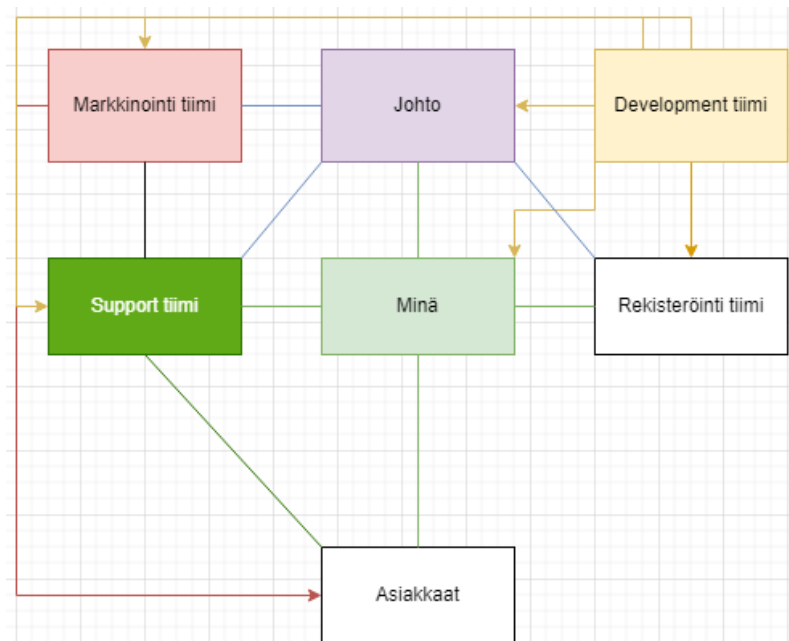 Markkinointi tiimi
Johto
Development tiimi
Support tiimi
Minä
Rekisteröinti tiimi
Asiakkaat